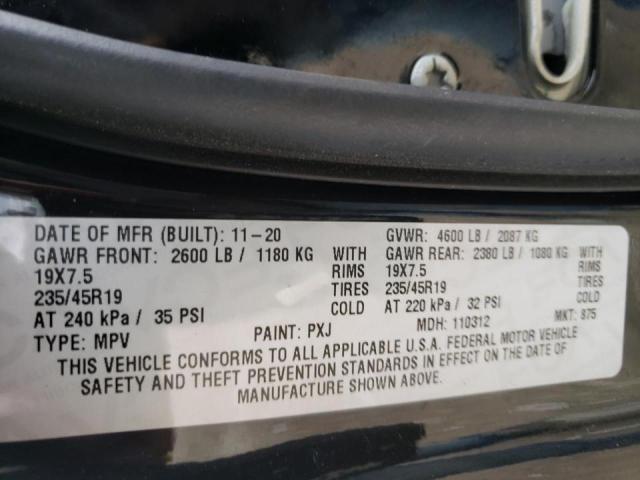 DATE OF MFR (BUILT): 11-20 GVWR: 4600 LB / 2087 KG
GAWR FRONT: 2600 LB / 1180 KG WITH GAWR REAR: 2380 LB / 1080 KG WITH
19X7.5 RIMS 19X7.5 RIMS
235/45R19 TIRES 235/45R19 TIRES
AT 240 kPa / 35 PSI COLD AT 220 kPa / 32 PSI COLD
TYPE: MPV PAINT: PXJ MDH: 110312 MKT: 875
THIS VEHICLE CONFORMS TO ALL APPLICABLE U.S.A. FEDERAL MOTOR VEHICLE
SAFETY AND THEFT PREVENTION STANDARDS IN EFFECT ON THE DATE OF
MANUFACTURE SHOWN ABOVE.